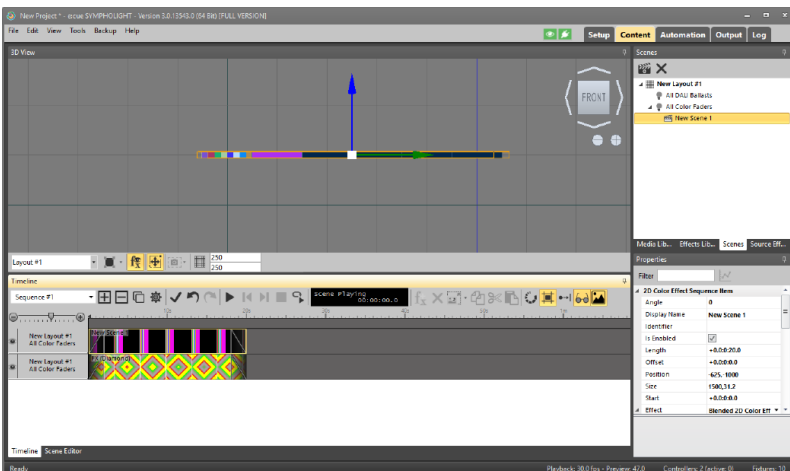 New Project * - e:cue SYMPHOLIGHT - Version 3.0.13543.0 (64 Bit) [FULL VERSION]
File Edit View Tools Backup Help
Setup Content Automation Output Log
3D View
Scenes
FRONT
New Layout #1
All DALI Ballasts
All Color Faders
New Scene 1
Media Lib... Effects Lib... Scenes Source Eff...
Layout #1
250
250
Properties
Filter
Timeline
Sequence #1
Scene Playing
00:00:00.0
2D Color Effect Sequence Item
Angle 0
Display Name New Scene 1
Identifier
Is Enabled
Length +0.0:0:20.0
Offset +0.0:0:0.0
Position -625,-1000
Size 1500,31.2
Start +0.0:0:0.0
Effect Blended 2D Color Eff
10s 20s 30s 40s 50s 1m
New Layout #1
All Color Faders
New Scene 1
New Layout #1
All Color Faders
FX (Diamond)
Timeline Scene Editor
Ready
Playback: 30.0 fps - Preview: 47.0 Controllers: 2 (active: 0) Fixtures: 10